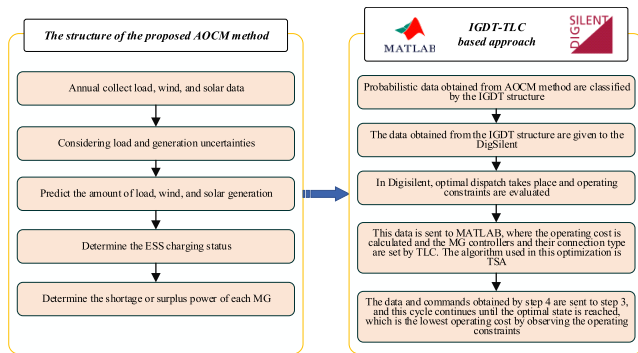 The structure of the proposed AOCM method
Annual collect load, wind, and solar data
Considering load and generation uncertainties
Predict the amount of load, wind, and solar generation
Determine the ESS charging status
Determine the shortage or surplus power of each MG
MATLAB
IGDT-TLC
based approach
DIG
SILENT
Probabilistic data obtained from AOCM method are classified
by the IGDT structure
The data obtained from the IGDT structure are given to the
DigSilent
In Digisilent, optimal dispatch takes place and operating
constraints are evaluated
This data is sent to MATLAB, where the operating cost is
calculated and the MG controllers and their connection type
are set by TLC. The algorithm used in this optimization is
TSA
The data and commands obtained by step 4 are sent to step 3,
and this cycle continues until the optimal state is reached,
which is the lowest operating cost by observing the operating
constraints